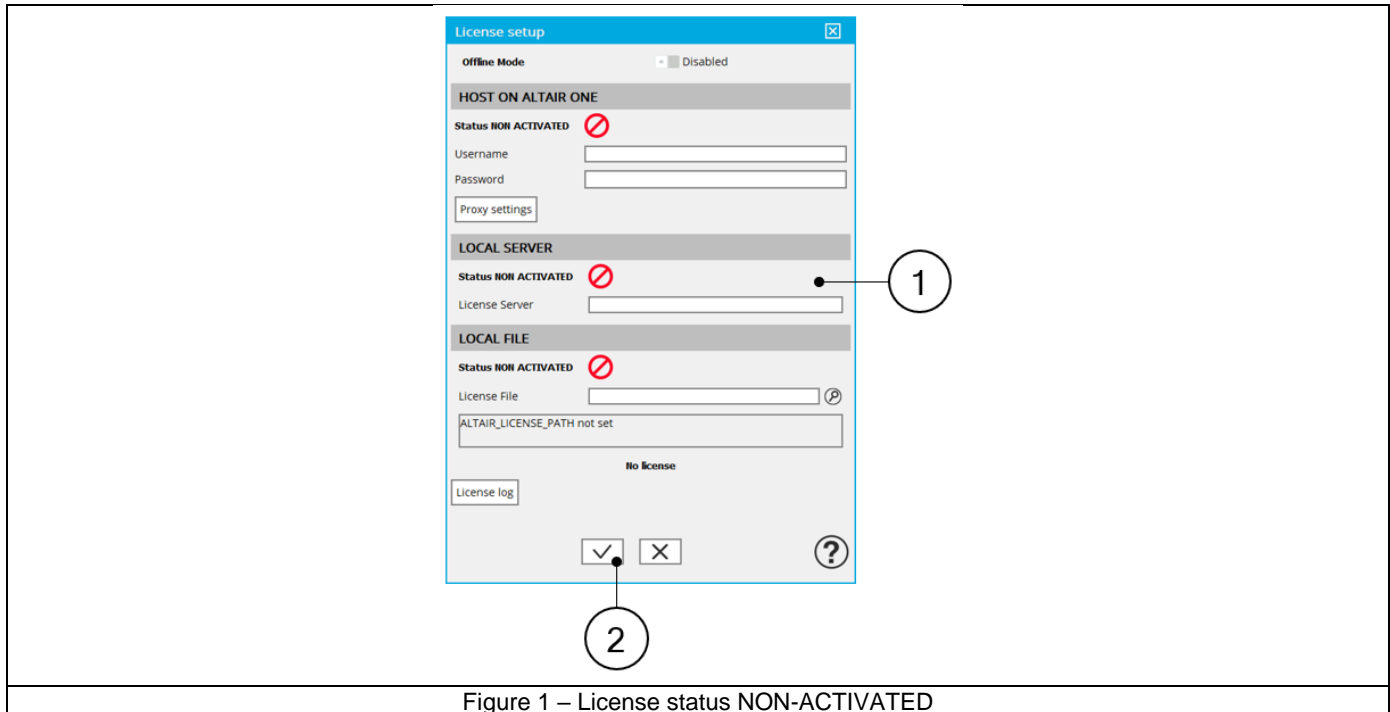 License setup
Offline Mode Disabled
HOST ON ALTAIR ONE
Status NON ACTIVATED
Username
Password
Proxy settings
LOCAL SERVER
Status NON ACTIVATED
1
License Server
LOCAL FILE
Status NON ACTIVATED
License File
ALTAIR_LICENSE_PATH not set
No license
License log
?
2
Figure 1 – License status NON-ACTIVATED